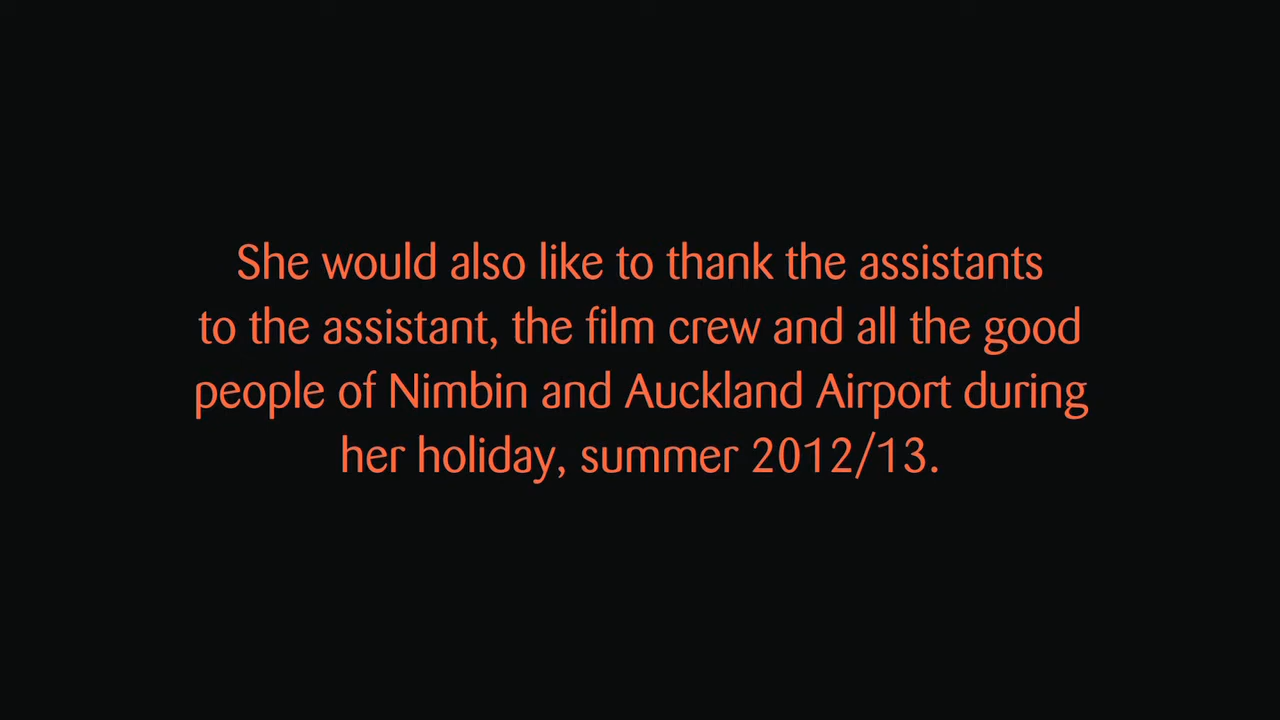 She would also like to thank the assistants
to the assistant, the film crew and all the good
people of Nimbin and Auckland Airport during
her holiday, summer 2012/13.